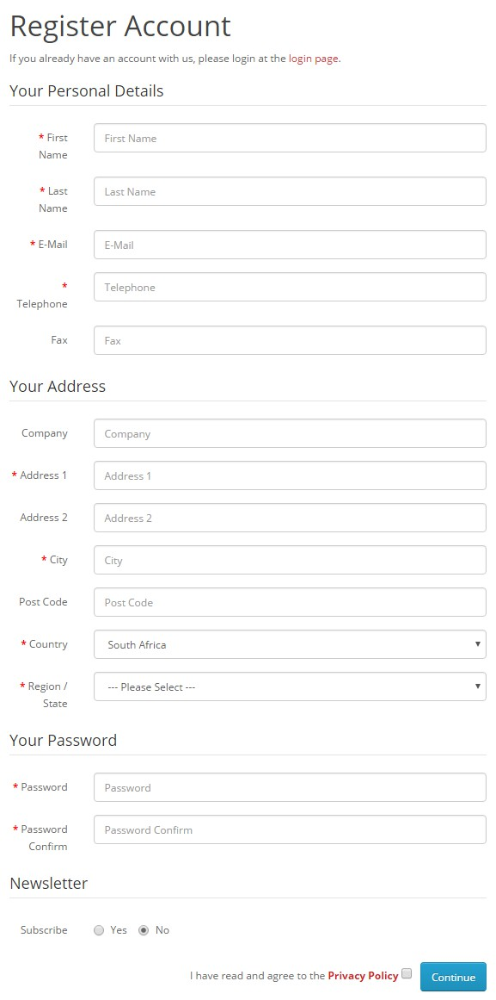 Register Account
If you already have an account with us, please login at the login page.
Your Personal Details
* First
Name
First Name
* Last
Name
Last Name
* E-Mail
E-Mail
*
Telephone
Telephone
Fax
Fax
Your Address
Company
Company
* Address 1
Address 1
Address 2
Address 2
* City
City
Post Code
Post Code
* Country
South Africa
* Region /
State
--- Please Select ---
Your Password
* Password
Password
* Password
Confirm
Password Confirm
Newsletter
Subscribe
Yes
No
I have read and agree to the Privacy Policy
Continue